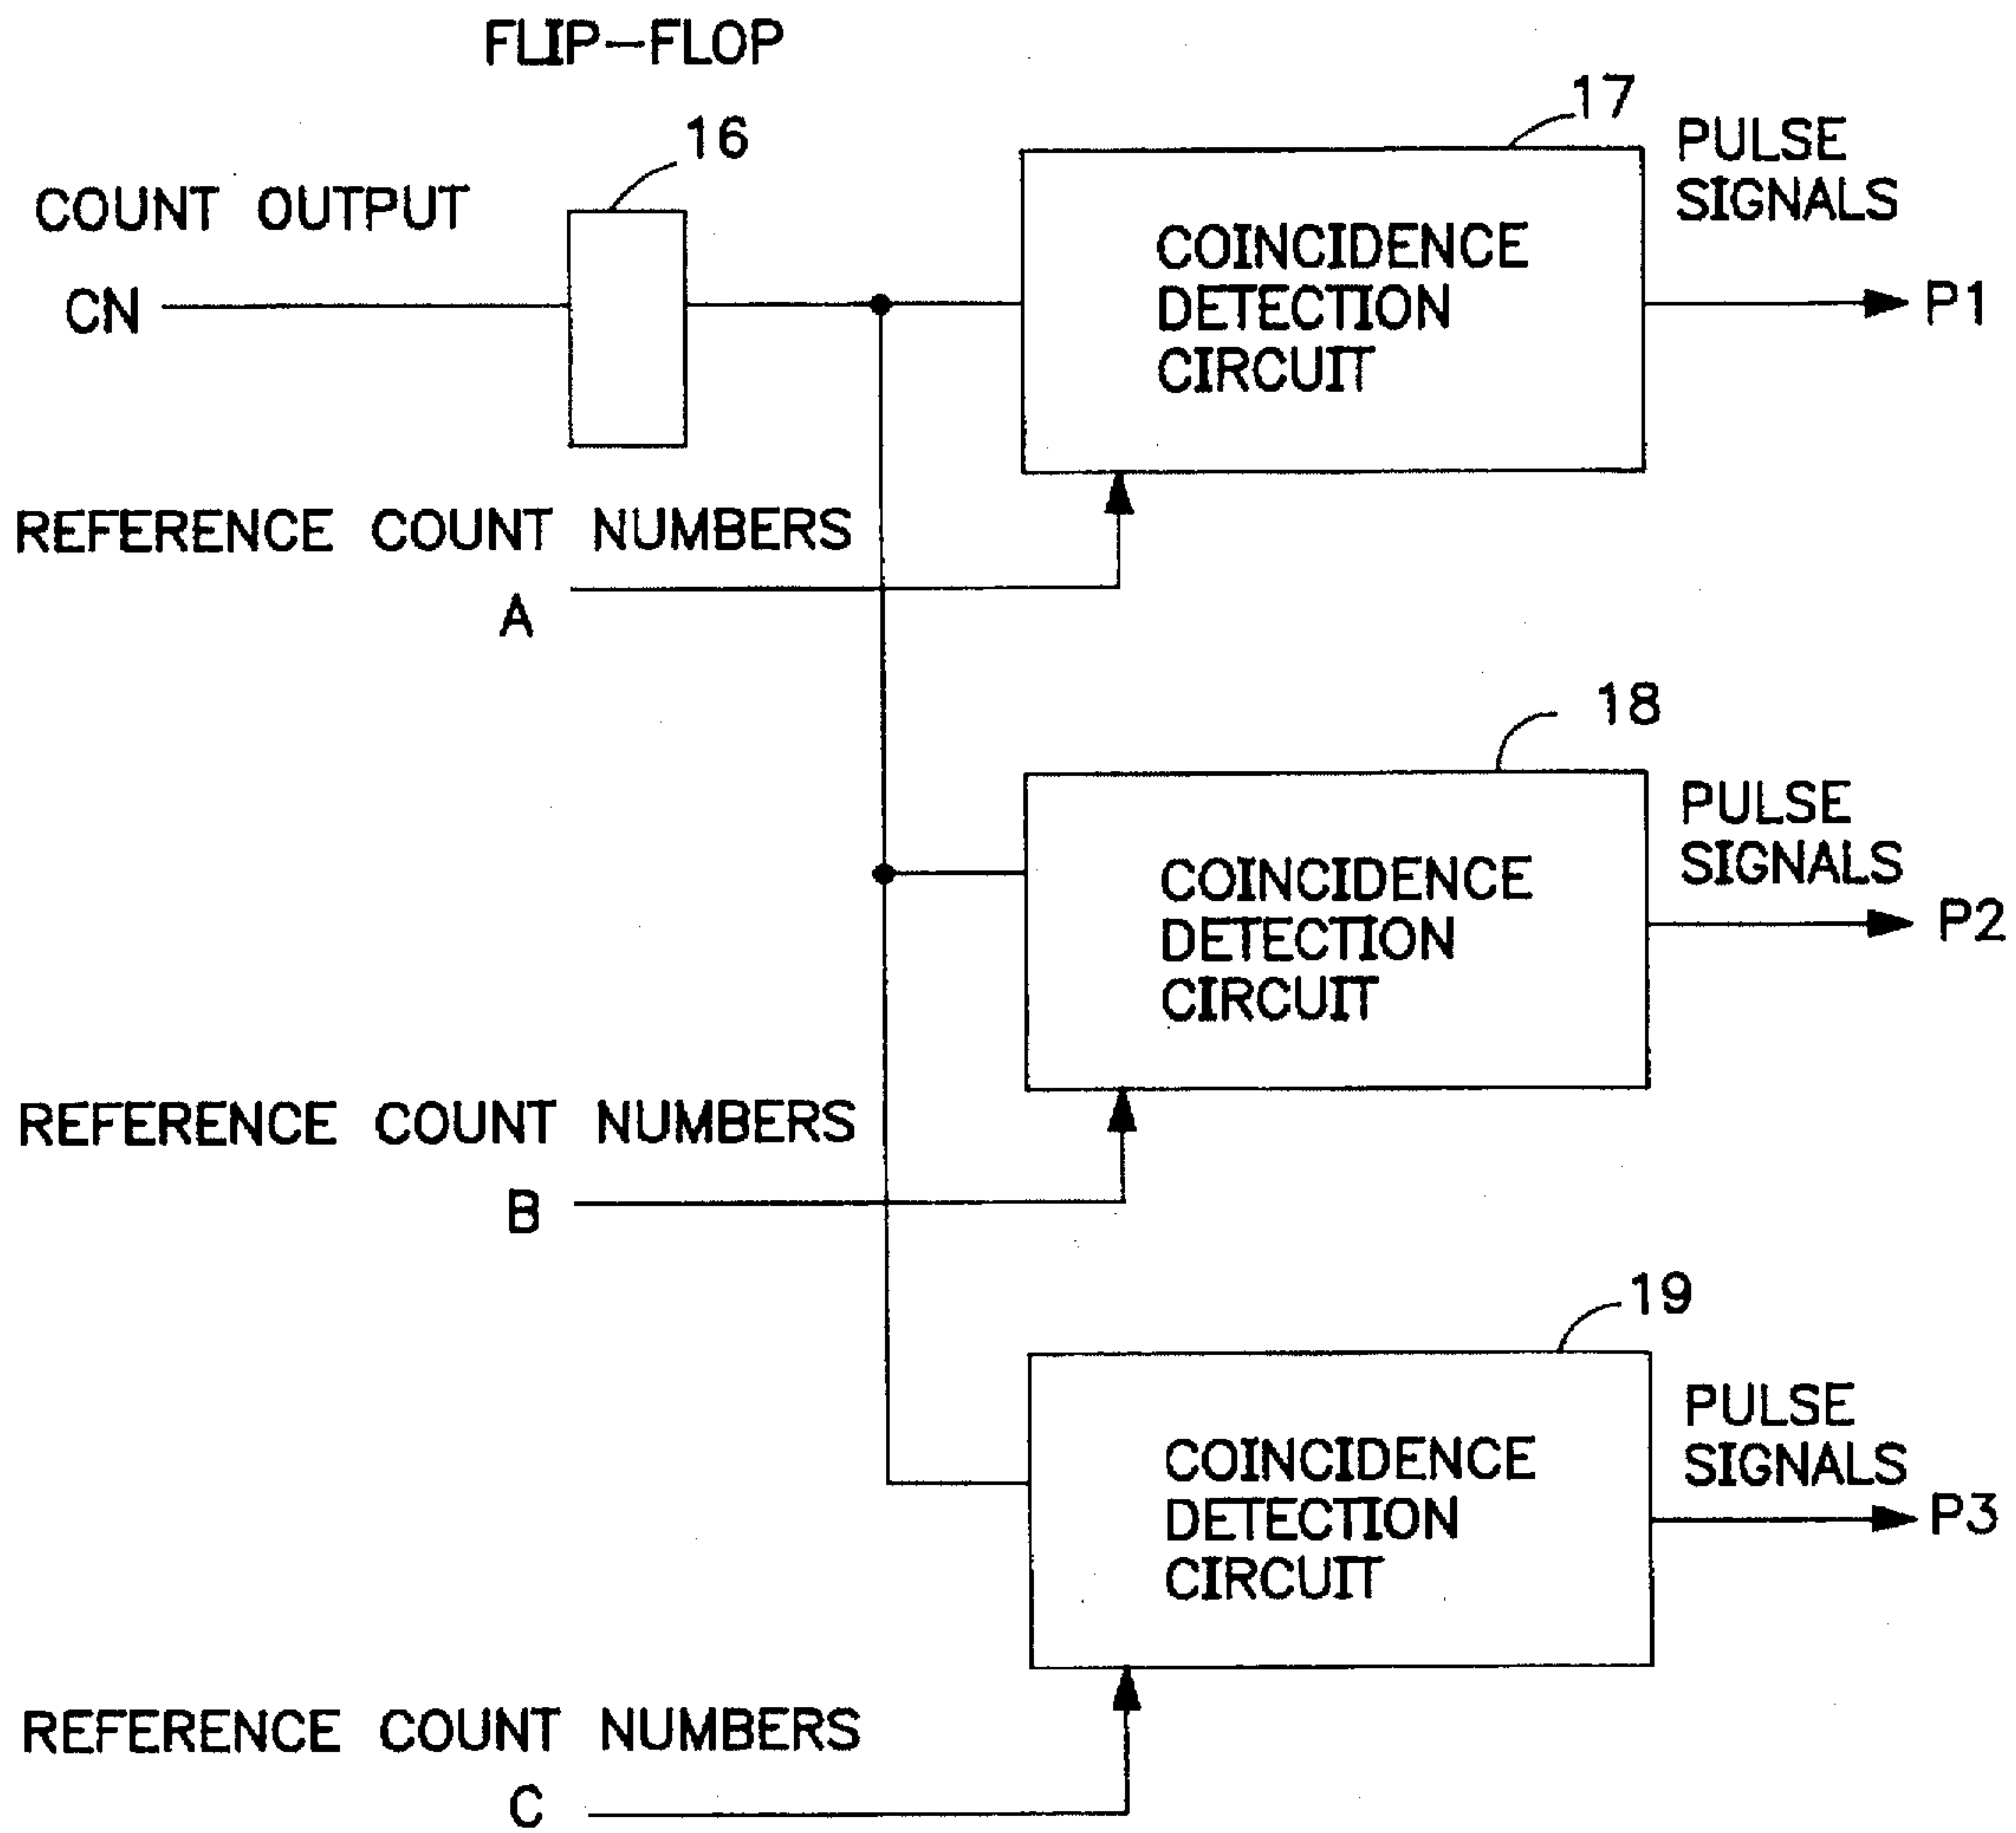 FLIP-FLOP
16
17
PULSE
SIGNALS
COUNT OUTPUT
CN
COINCIDENCE
DETECTION
CIRCUIT
P1
REFERENCE COUNT NUMBERS
A
18
PULSE
SIGNALS
COINCIDENCE
DETECTION
CIRCUIT
P2
REFERENCE COUNT NUMBERS
B
19
PULSE
SIGNALS
COINCIDENCE
DETECTION
CIRCUIT
P3
REFERENCE COUNT NUMBERS
C